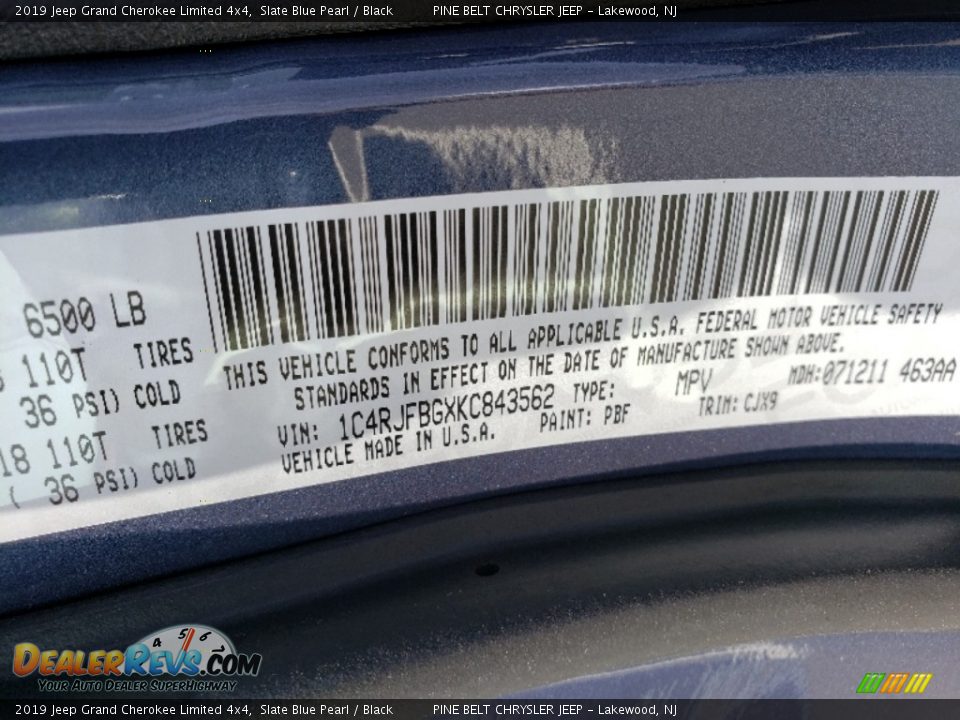 2019 Jeep Grand Cherokee Limited 4x4, Slate Blue Pearl / Black PINE BELT CHRYSLER JEEP - Lakewood, NJ
6500 LB
110T TIRES
36 PSI) COLD
18 110T TIRES
( 36 PSI) COLD
THIS VEHICLE CONFORMS TO ALL APPLICABLE U.S.A. FEDERAL MOTOR VEHICLE SAFETY
STANDARDS IN EFFECT ON THE DATE OF MANUFACTURE SHOWN ABOVE.
VIN: 1C4RJFBGXKC843562 TYPE: MPV MDH:071211 463AA
VEHICLE MADE IN U.S.A. PAINT: PBF TRIM: CJX9
4 5 6
DEALERREVS.COM
Your Auto Dealer SuperHighway
2019 Jeep Grand Cherokee Limited 4x4, Slate Blue Pearl / Black PINE BELT CHRYSLER JEEP - Lakewood, NJ